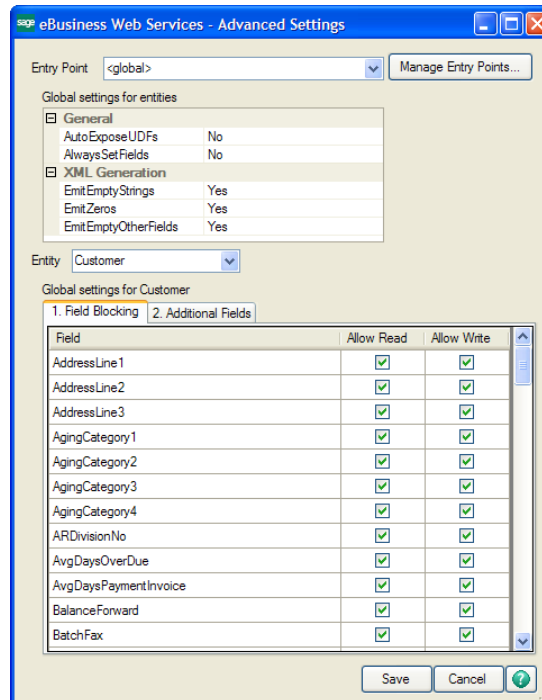 sage eBusiness Web Services - Advanced Settings
Entry Point <global> Manage Entry Points...
Global settings for entities
General
AutoExposeUDFs No
AlwaysSetFields No
XML Generation
EmitEmptyStrings Yes
EmitZeros Yes
EmitEmptyOtherFields Yes
Entity Customer
Global settings for Customer
1. Field Blocking 2. Additional Fields
Field Allow Read Allow Write
AddressLine1
AddressLine2
AddressLine3
AgingCategory1
AgingCategory2
AgingCategory3
AgingCategory4
ARDivisionNo
AvgDaysOverDue
AvgDaysPaymentInvoice
BalanceForward
BatchFax
Save Cancel ?